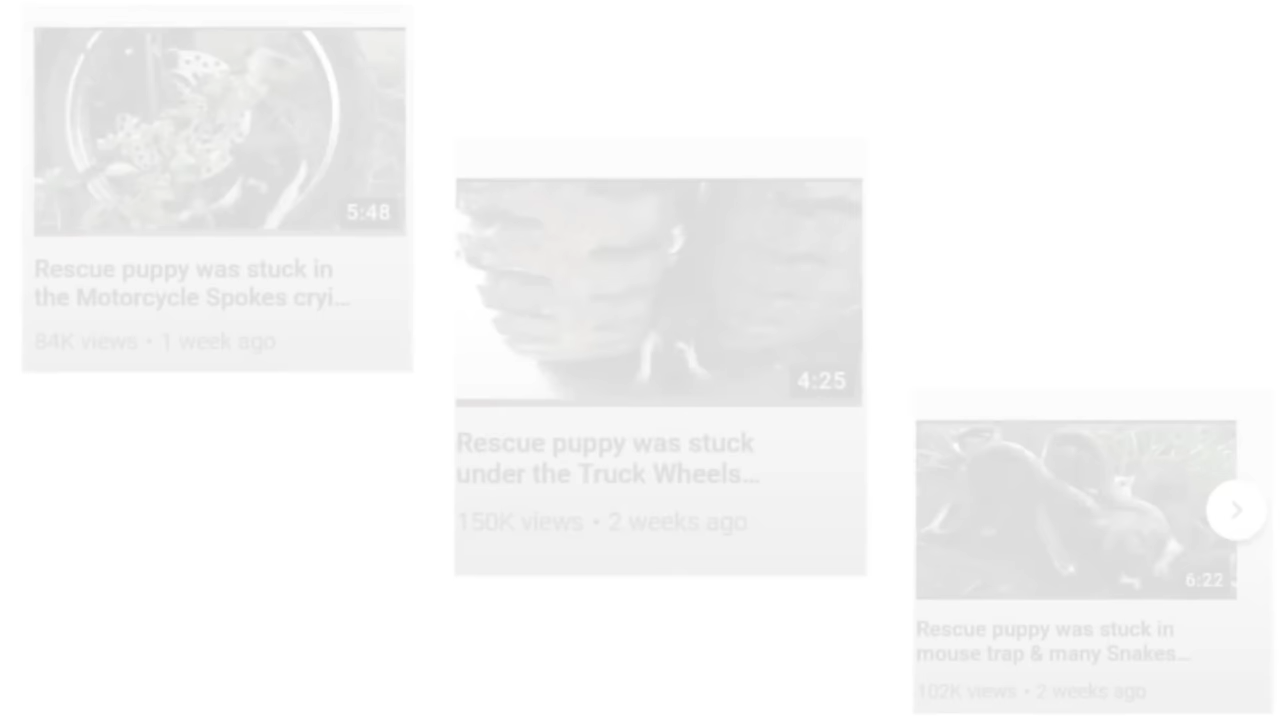 5:48
Rescue puppy was stuck in
the Motorcycle Spokes cryi...
84K views • 1 week ago
4:25
Rescue puppy was stuck
under the Truck Wheels...
150K views • 2 weeks ago
6:22
Rescue puppy was stuck in
mouse trap & many Snakes...
102K views • 2 weeks ago